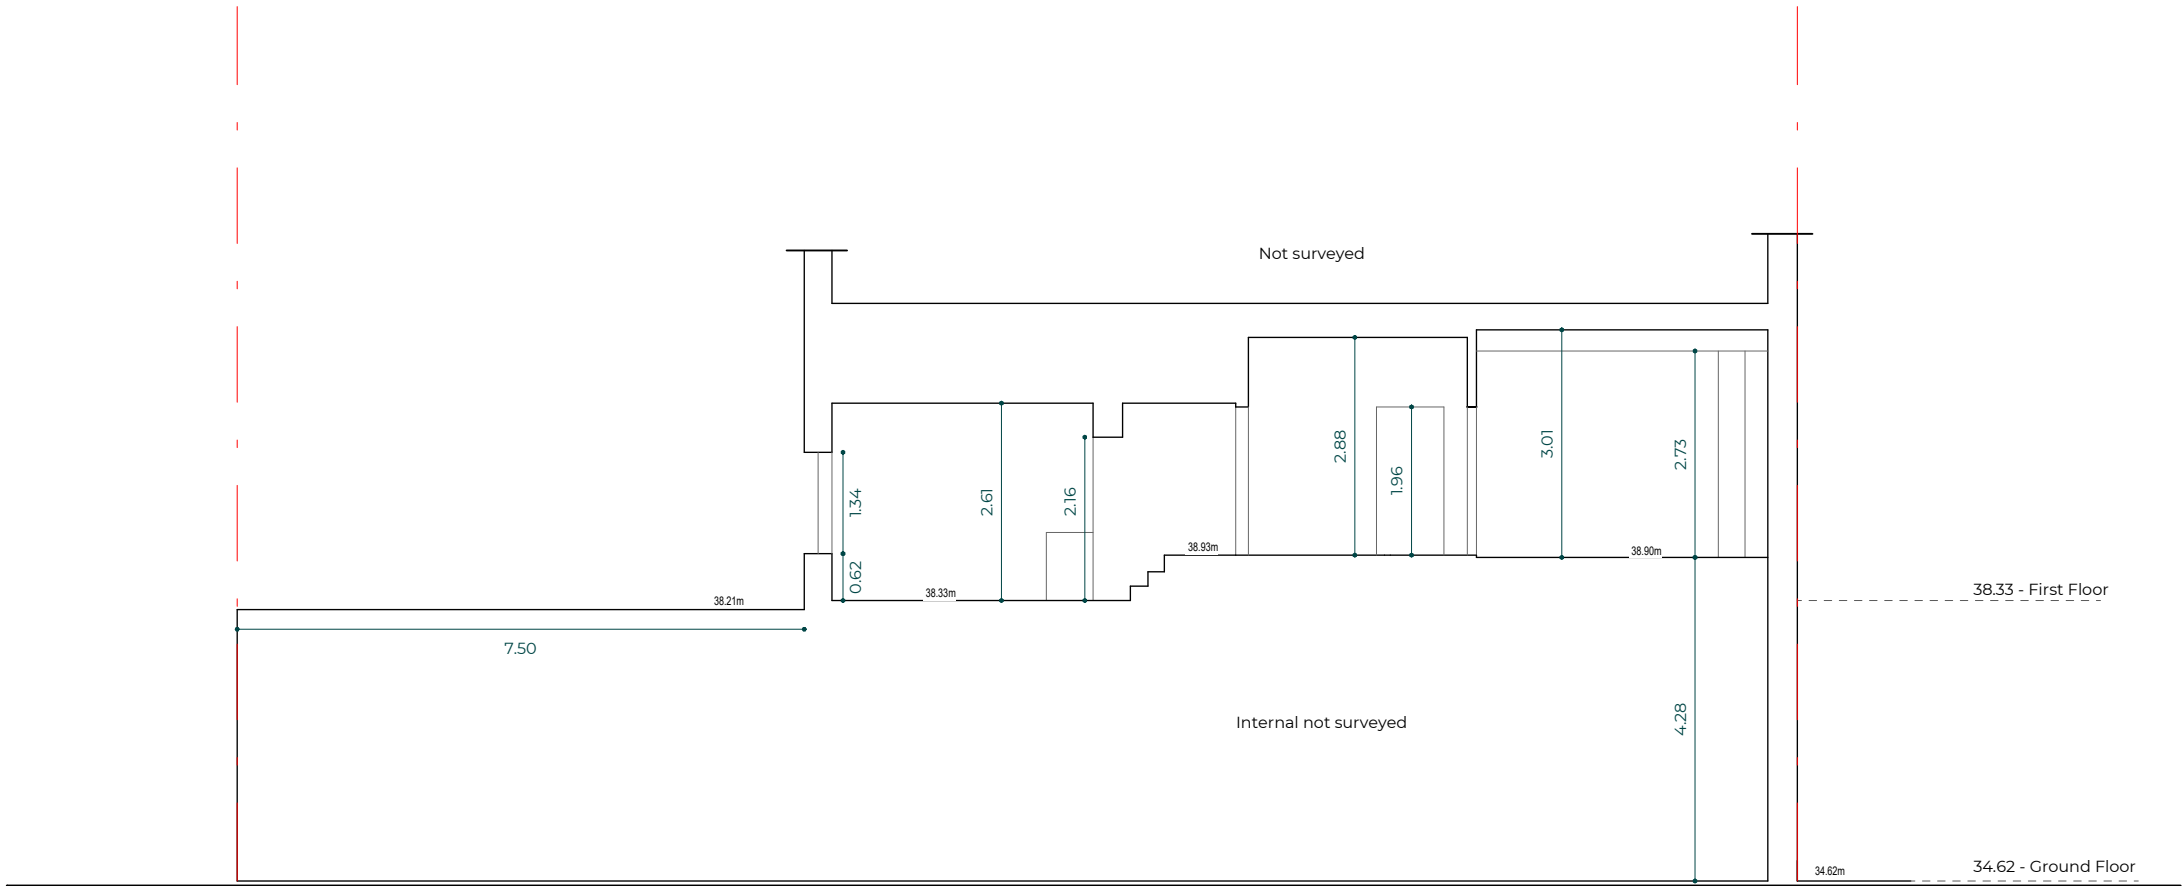 Not surveyed
2.88
3.01
2.73
1.96
1.34
2.61
2.16
38.93m
38.90m
0.62
38.21m
38.33m
38.33 - First Floor
7.50
4.28
Internal not surveyed
34.62m
34.62 - Ground Floor